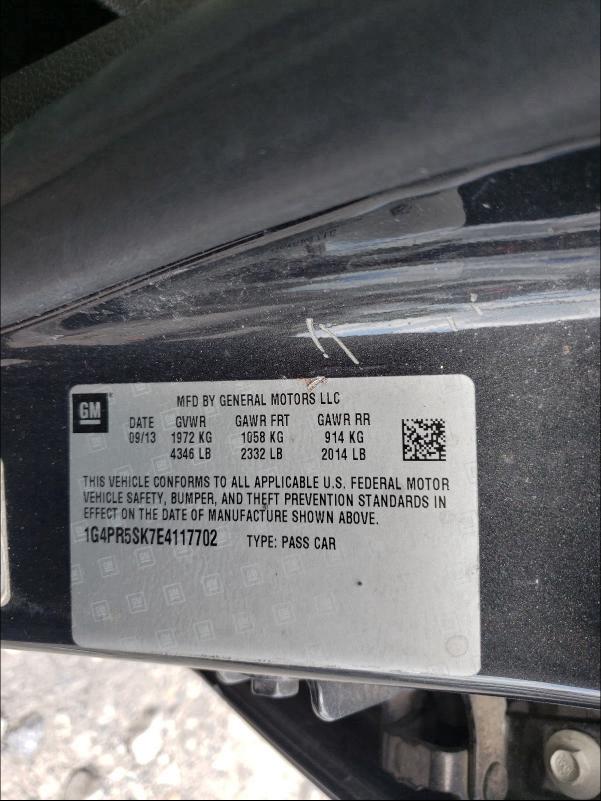 GM
MFD BY GENERAL MOTORS LLC
DATE GVWR GAWR FRT GAWR RR
09/13 1972 KG 1058 KG 914 KG
4346 LB 2332 LB 2014 LB
THIS VEHICLE CONFORMS TO ALL APPLICABLE U.S. FEDERAL MOTOR
VEHICLE SAFETY, BUMPER, AND THEFT PREVENTION STANDARDS IN
EFFECT ON THE DATE OF MANUFACTURE SHOWN ABOVE.
1G4PR5SK7E4117702 TYPE: PASS CAR